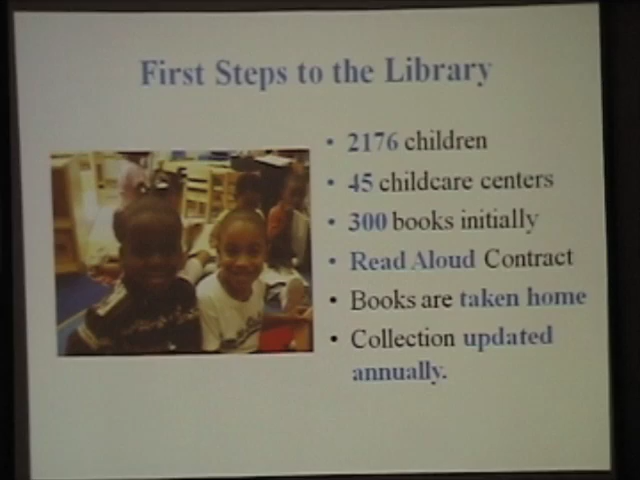 First Steps to the Library
• 2176 children
• 45 childcare centers
• 300 books initially
• Read Aloud Contract
• Books are taken home
• Collection updated
annually.